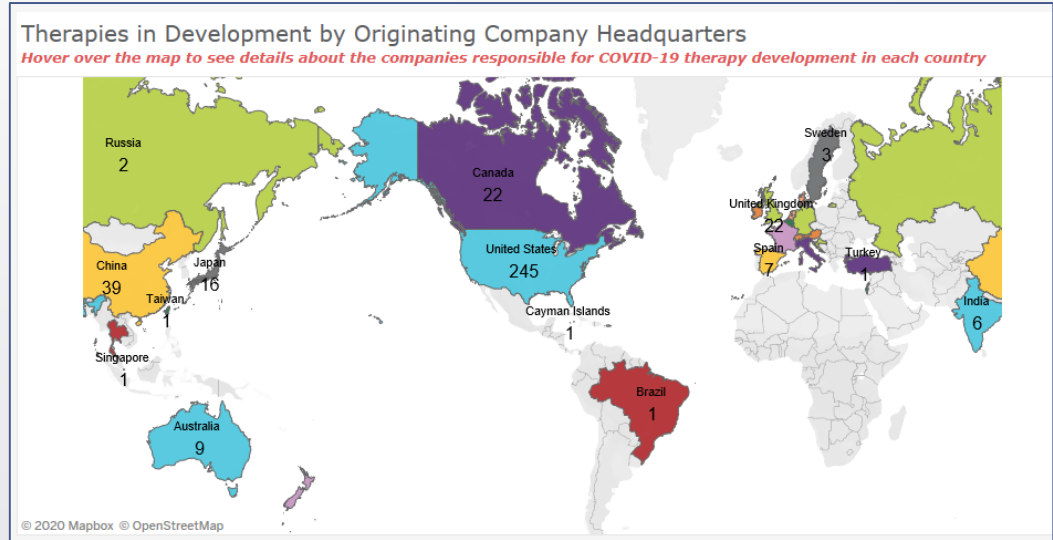 Therapies in Development by Originating Company Headquarters
Hover over the map to see details about the companies responsible for COVID-19 therapy development in each country
Sweden
3
Russia
2
Canada
22
United Kingdom
22
United States
245
Spain
7
Turkey
1
China
39
Japan
16
Taiwan
1
India
6
Cayman Islands
1
Singapore
1
Brazil
1
Australia
9
© 2020 Mapbox © OpenStreetMap